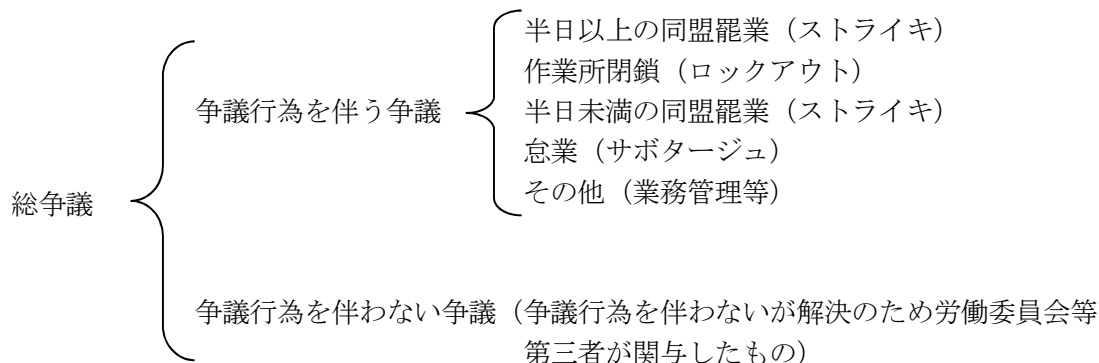 半日以上の同盟罷業（ストライキ）
作業所閉鎖（ロックアウト）
争議行為を伴う争議
半日未満の同盟罷業（ストライキ）
怠業（サボタージュ）
その他（業務管理等）
総争議
争議行為を伴わない争議（争議行為を伴わないが解決のため労働委員会等
第三者が関与したもの）